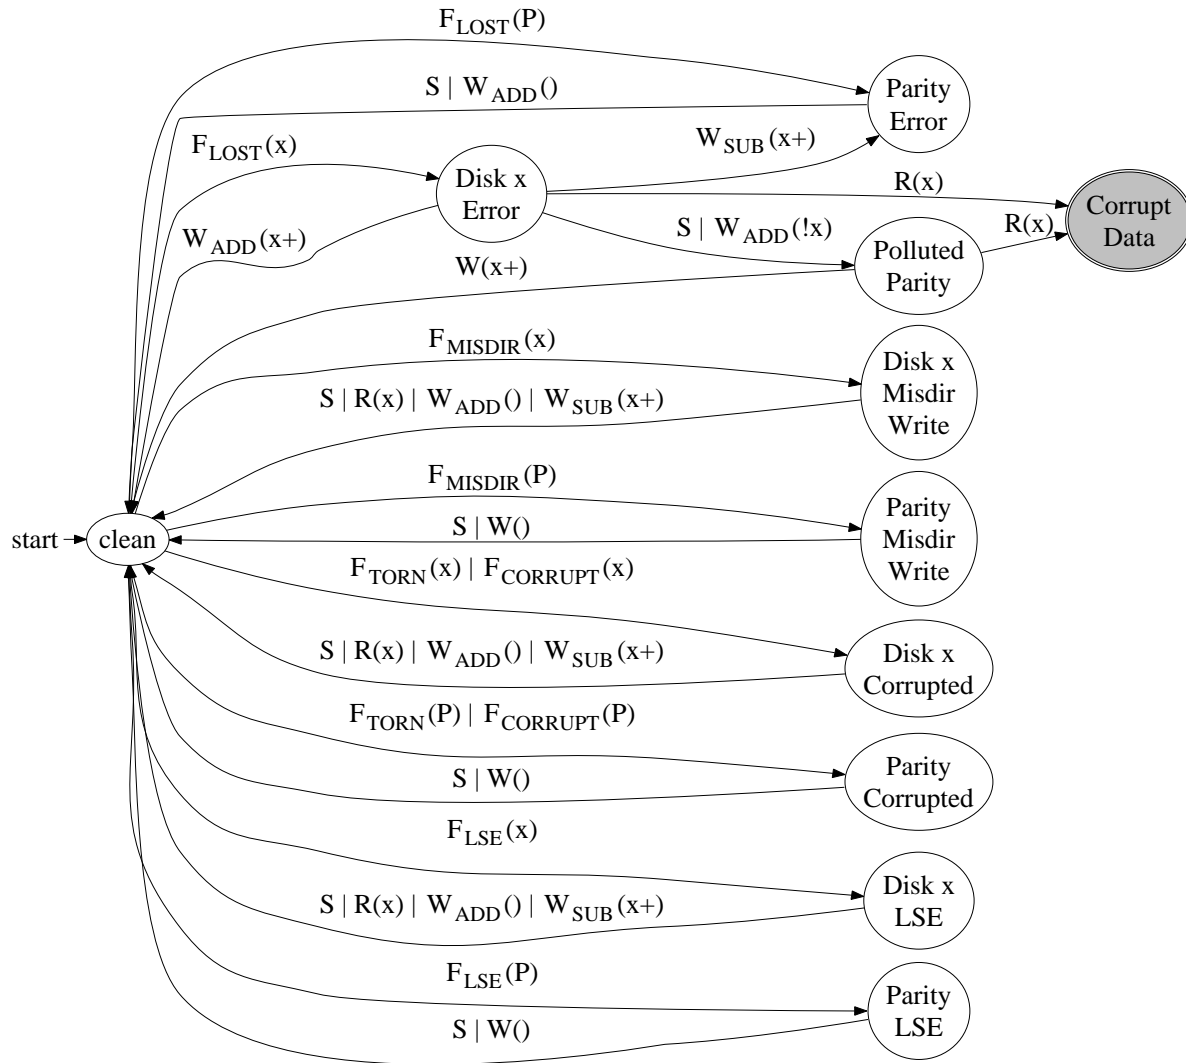 F_LOST(P)
S | W_ADD()
Parity
Error
F_LOST(x)
W_SUB(x+)
Disk x
Error
R(x)
Corrupt
Data
W_ADD(x+)
S | W_ADD(!x)
R(x)
W(x+)
Polluted
Parity
F_MISDIR(x)
S | R(x) | W_ADD() | W_SUB(x+)
Disk x
Misdir
Write
F_MISDIR(P)
S | W()
Parity
Misdir
Write
start
clean
F_TORN(x) | F_CORRUPT(x)
S | R(x) | W_ADD() | W_SUB(x+)
Disk x
Corrupted
F_TORN(P) | F_CORRUPT(P)
S | W()
Parity
Corrupted
F_LSE(x)
S | R(x) | W_ADD() | W_SUB(x+)
Disk x
LSE
F_LSE(P)
S | W()
Parity
LSE